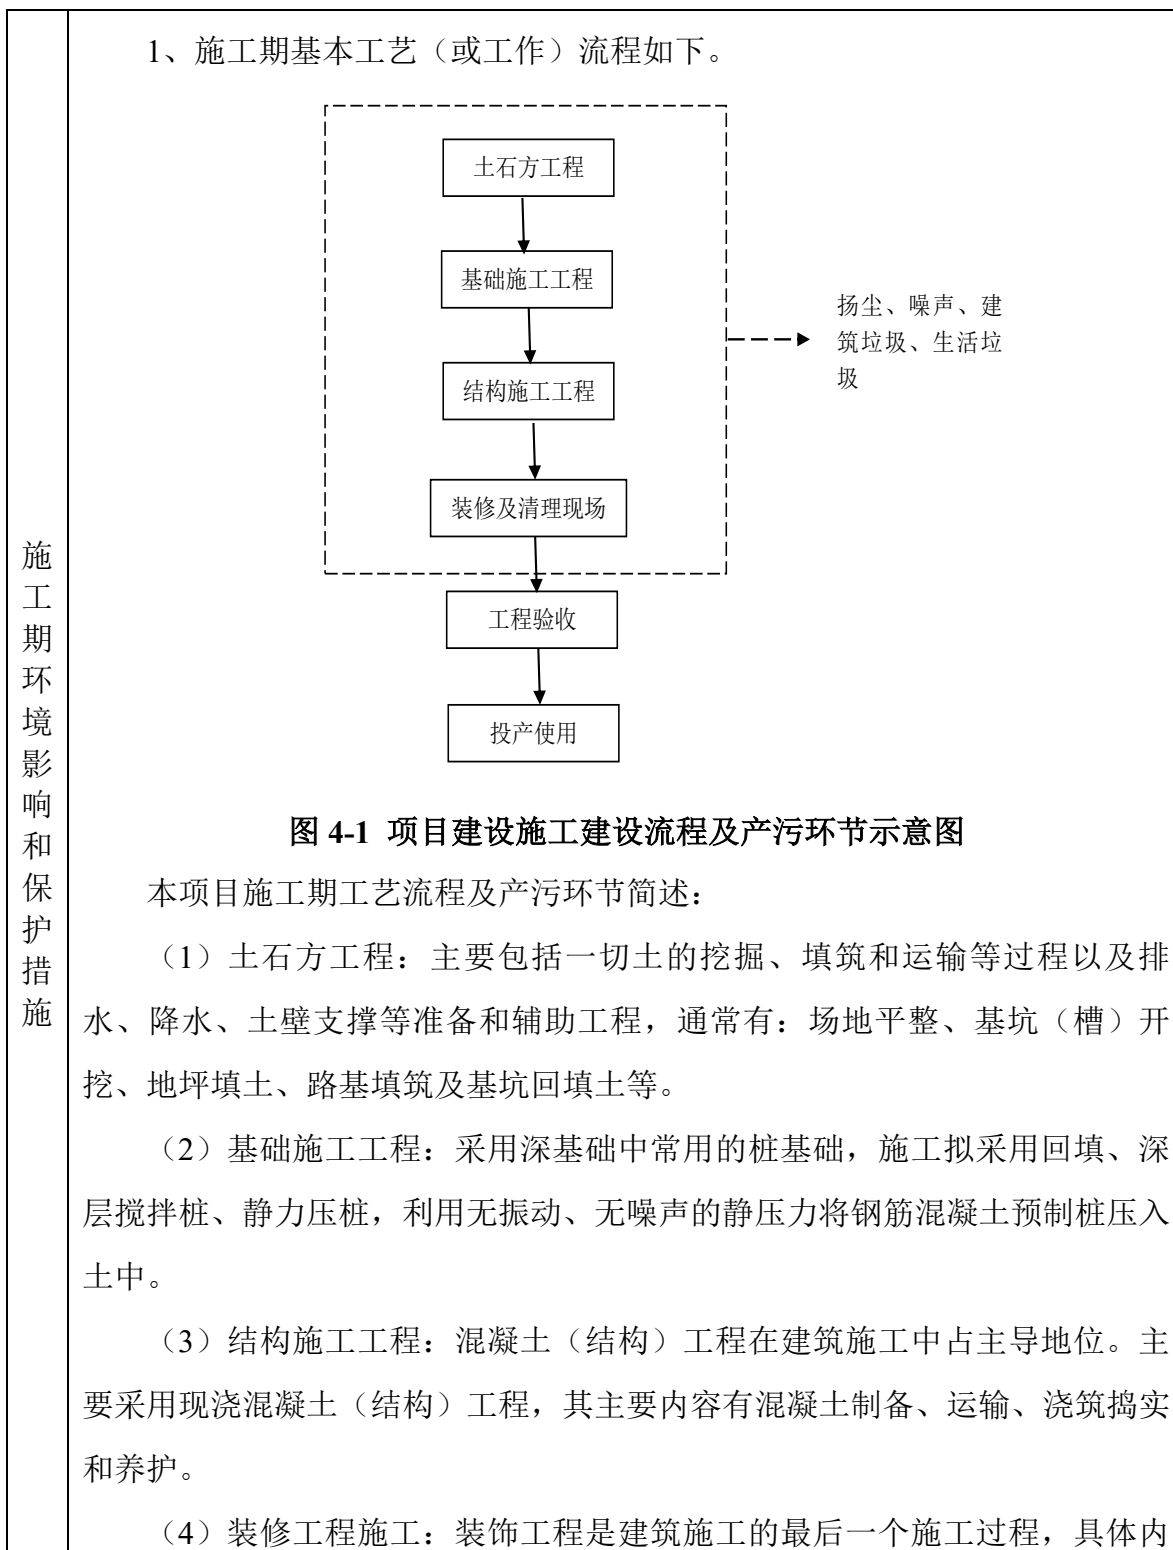 施工期环境影响和保护措施
1、施工期基本工艺（或工作）流程如下。
土石方工程
基础施工工程
结构施工工程
装修及清理现场
工程验收
投产使用
扬尘、噪声、建
筑垃圾、生活垃
圾
图 4-1 项目建设施工建设流程及产污环节示意图
本项目施工期工艺流程及产污环节简述：
（1）土石方工程：主要包括一切土的挖掘、填筑和运输等过程以及排
水、降水、土壁支撑等准备和辅助工程，通常有：场地平整、基坑（槽）开
挖、地坪填土、路基填筑及基坑回填土等。
（2）基础施工工程：采用深基础中常用的桩基础，施工拟采用回填、深
层搅拌桩、静力压桩，利用无振动、无噪声的静压力将钢筋混凝土预制桩压入
土中。
（3）结构施工工程：混凝土（结构）工程在建筑施工中占主导地位。主
要采用现浇混凝土（结构）工程，其主要内容有混凝土制备、运输、浇筑捣实
和养护。
（4）装修工程施工：装饰工程是建筑施工的最后一个施工过程，具体内